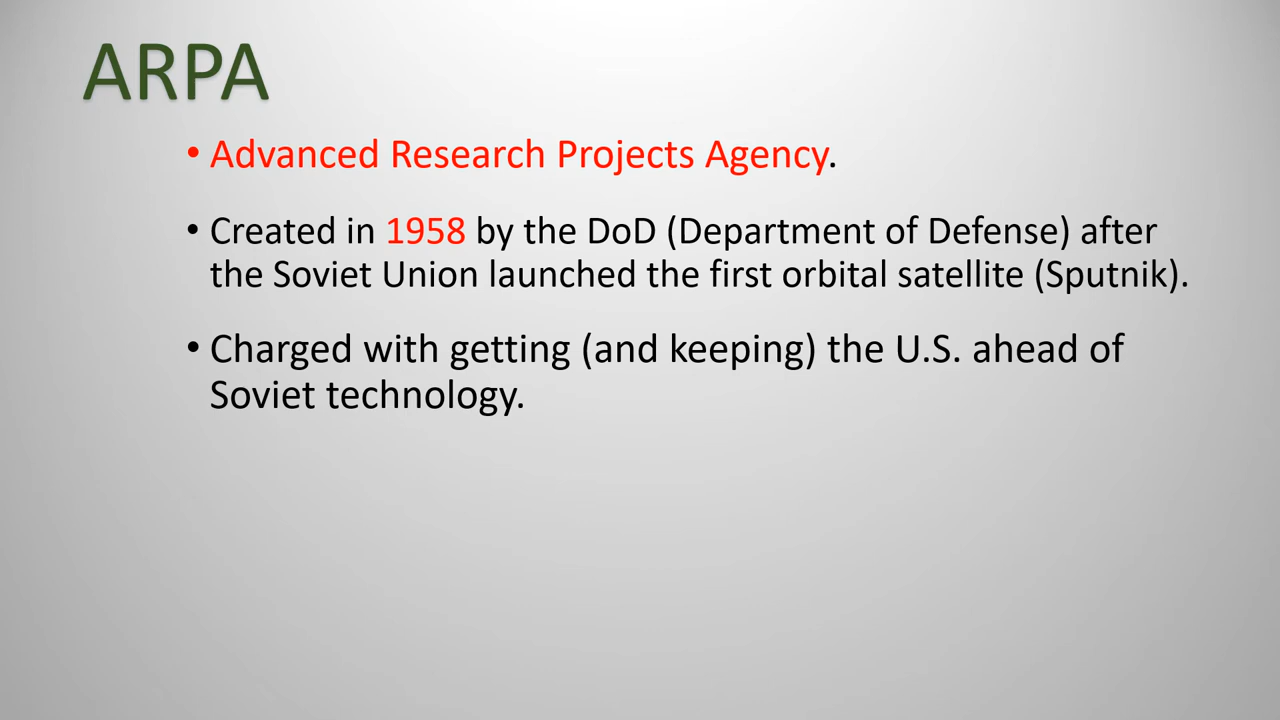 ARPA
• Advanced Research Projects Agency.
• Created in 1958 by the DoD (Department of Defense) after
the Soviet Union launched the first orbital satellite (Sputnik).
• Charged with getting (and keeping) the U.S. ahead of
Soviet technology.